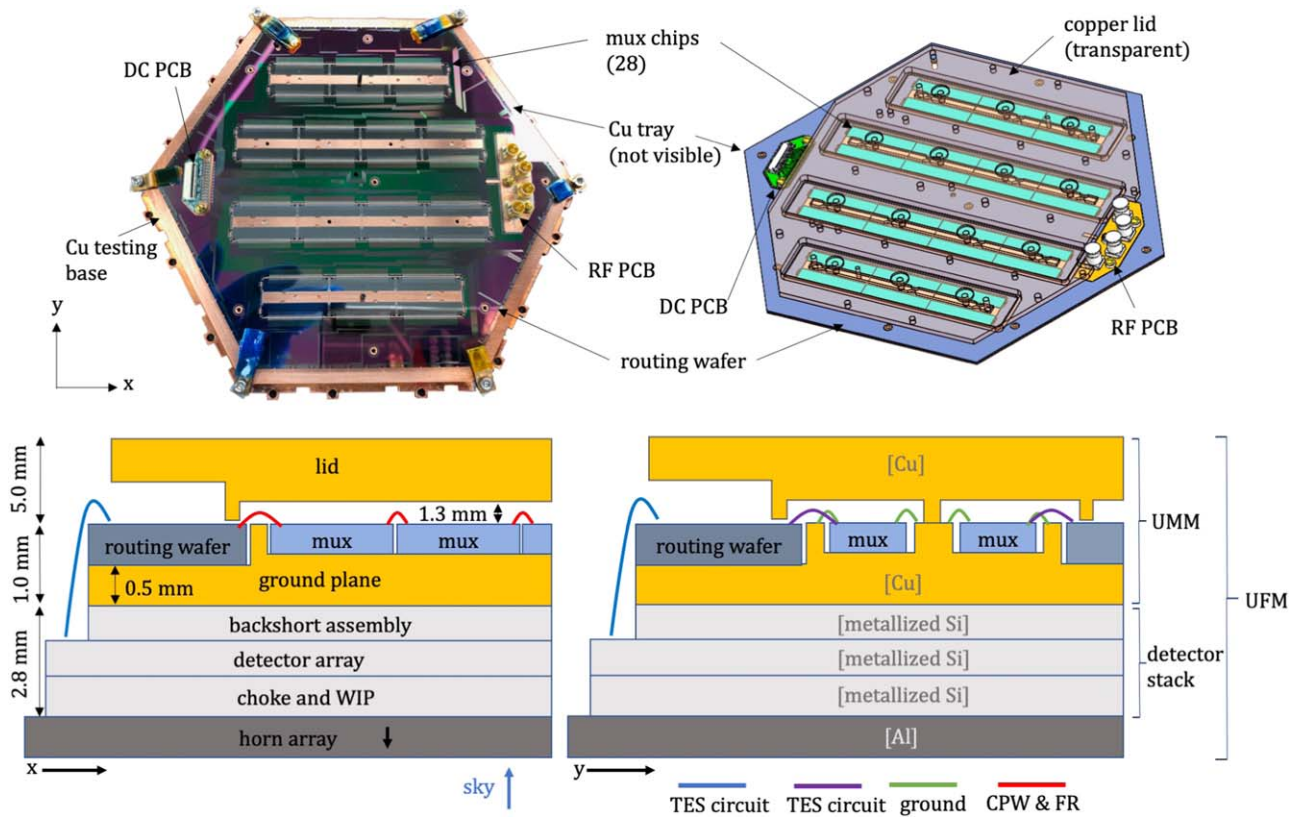 mux chips
(28)
copper lid
(transparent)
DC PCB
Cu tray
(not visible)
Cu testing
base
RF PCB
DC PCB
RF PCB
routing wafer
y
x
5.0 mm
lid
1.3 mm
routing wafer
mux
mux
1.0 mm
0.5 mm
ground plane
backshort assembly
2.8 mm
detector array
choke and WIP
horn array
x
sky
[Cu]
UMM
routing wafer
mux
mux
[Cu]
UFM
[metallized Si]
[metallized Si]
detector
stack
[metallized Si]
[Al]
y
TES circuit
TES circuit
ground
CPW & FR